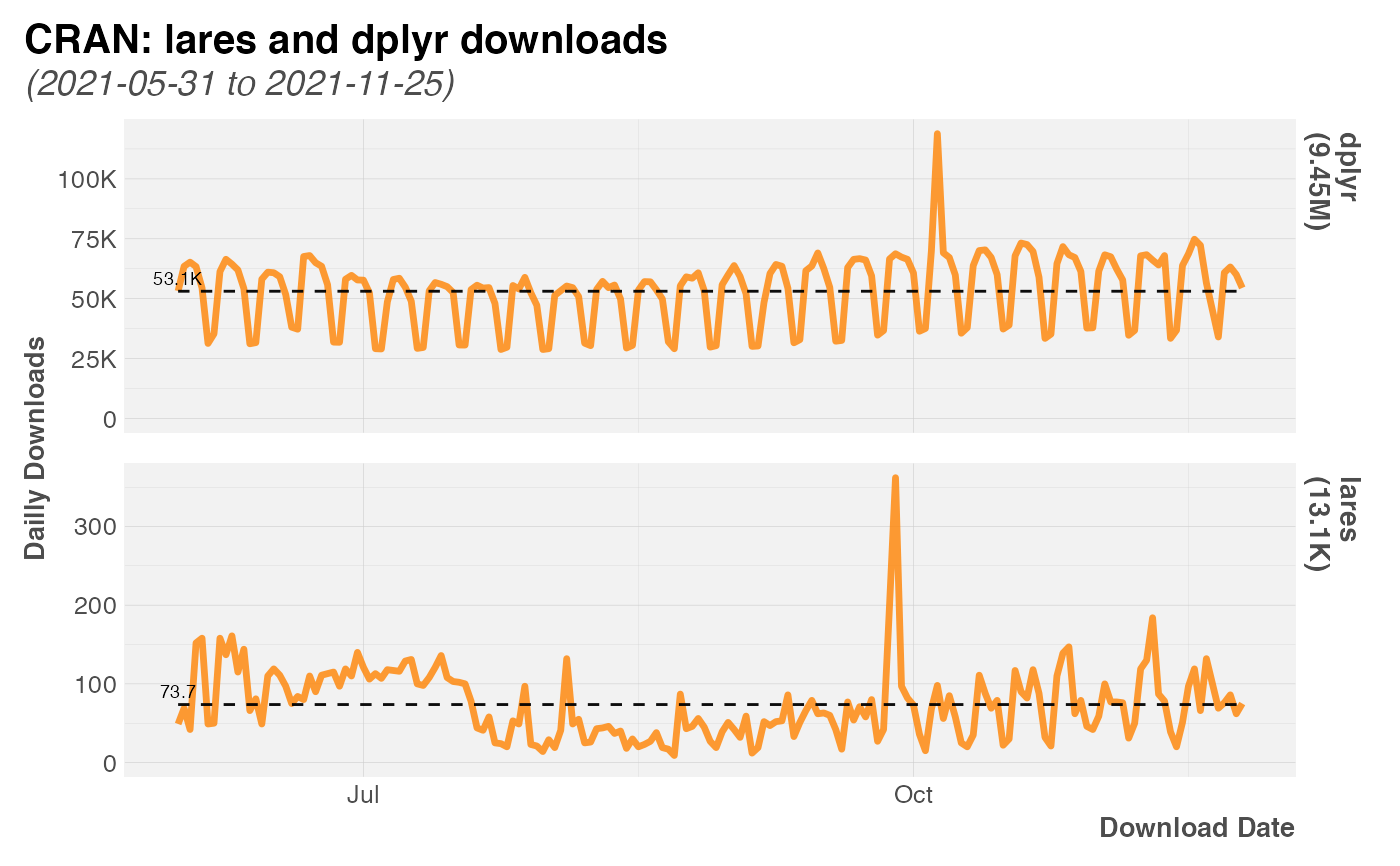 CRAN: lares and dplyr downloads
(2021-05-31 to 2021-11-25)
Dailly Downloads
100K
75K
50K
25K
0
53.1K
dplyr
(9.45M)
300
200
100
0
73.7
lares
(13.1K)
Jul
Oct
Download Date